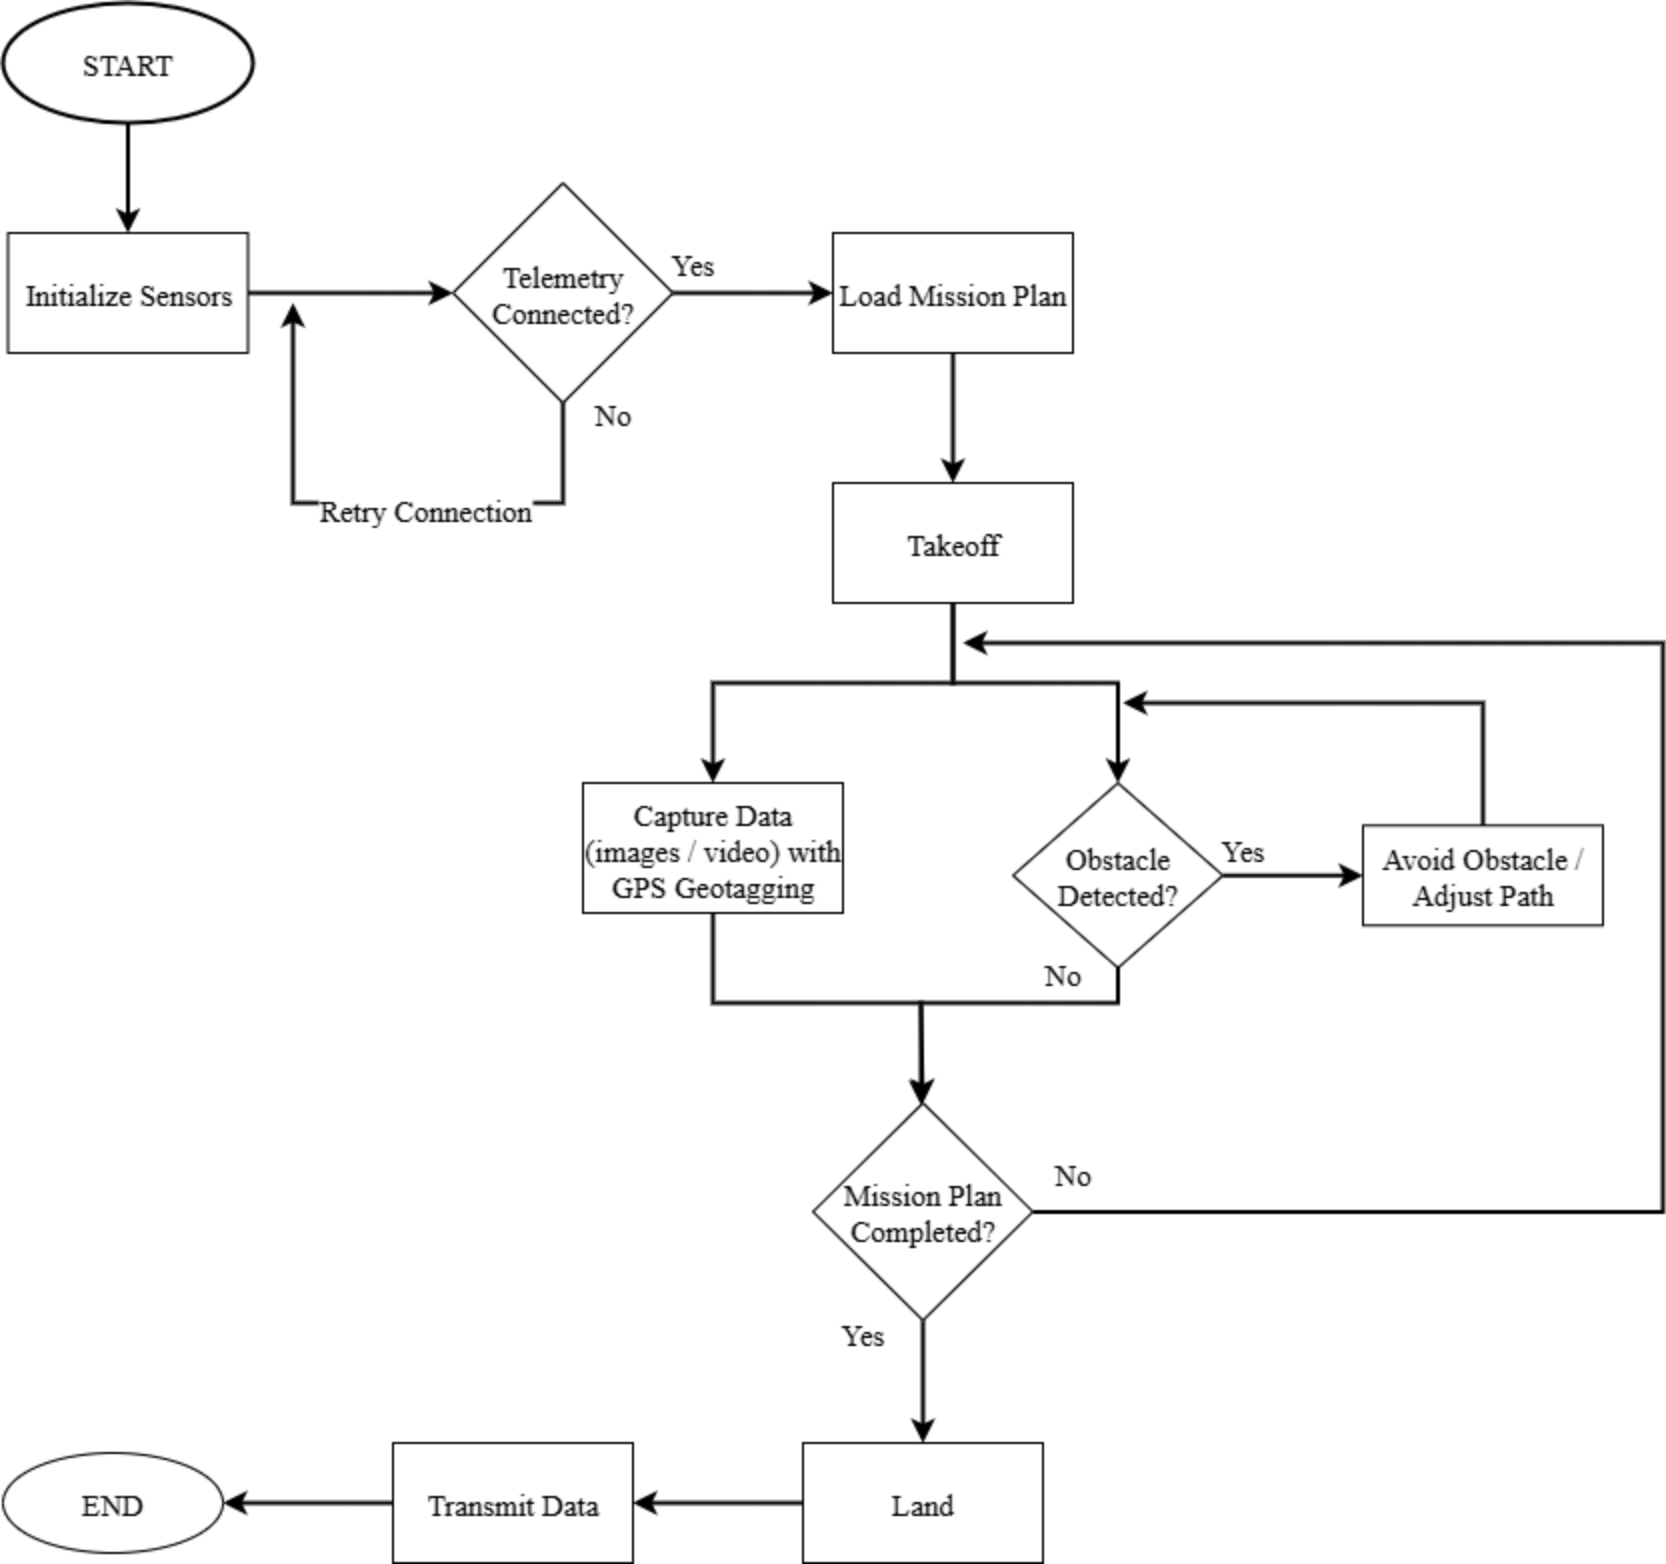 START
Initialize Sensors
Telemetry
Connected?
Yes
Load Mission Plan
No
Retry Connection
Takeoff
Capture Data
(images / video) with
GPS Geotagging
Obstacle
Detected?
Yes
Avoid Obstacle /
Adjust Path
No
Mission Plan
Completed?
No
Yes
Land
Transmit Data
END